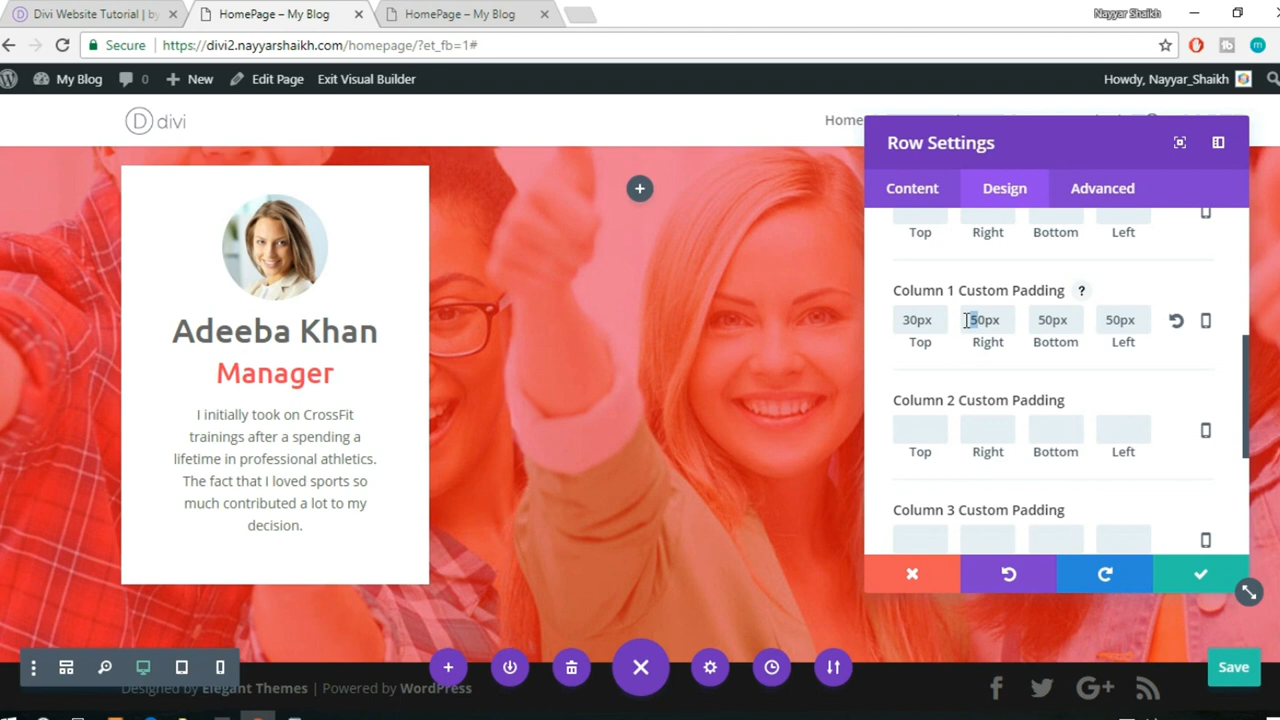 Divi Website Tutorial | by
HomePage – My Blog
HomePage – My Blog
Nayyar Shaikh
Secure
https://divi2.nayyarshaikh.com/homepage/?et_fb=1#
My Blog
0
New
Edit Page
Exit Visual Builder
Howdy, Nayyar_Shaikh
D divi
Home
Row Settings
Content
Design
Advanced
Top
Right
Bottom
Left
Column 1 Custom Padding ?
30px
50px
50px
50px
Top
Right
Bottom
Left
Column 2 Custom Padding
Top
Right
Bottom
Left
Column 3 Custom Padding
Adeeba Khan
Manager
I initially took on CrossFit
trainings after a spending a
lifetime in professional athletics.
The fact that I loved sports so
much contributed a lot to my
decision.
Save
Designed by Elegant Themes | Powered by WordPress